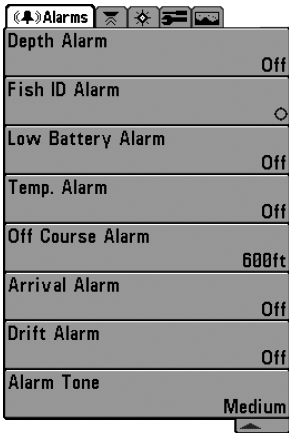 Alarms
Depth Alarm
Off
Fish ID Alarm
Low Battery Alarm
Off
Temp. Alarm
Off
Off Course Alarm
600ft
Arrival Alarm
Off
Drift Alarm
Off
Alarm Tone
Medium